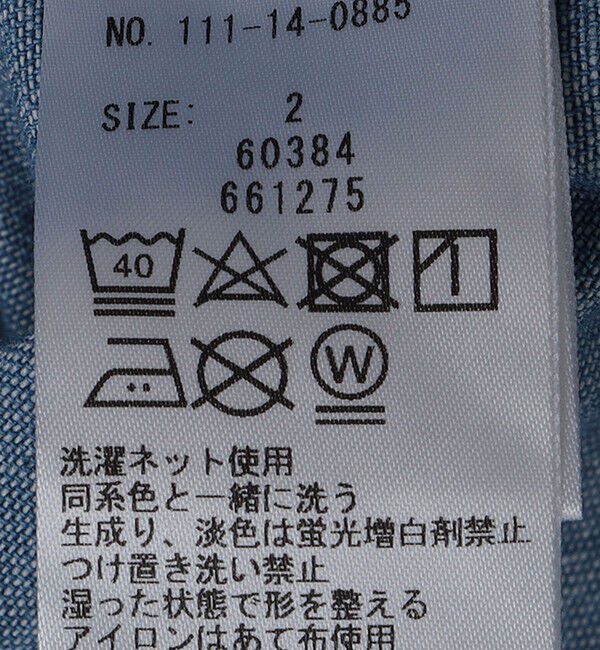 NO. 111-14-0885
SIZE: 2
60384
661275
40
W
洗濯ネット使用
同系色と一緒に洗う
生成り、淡色は蛍光増白剤禁止
つけ置き洗い禁止
湿った状態で形を整える
アイロンはあて布使用